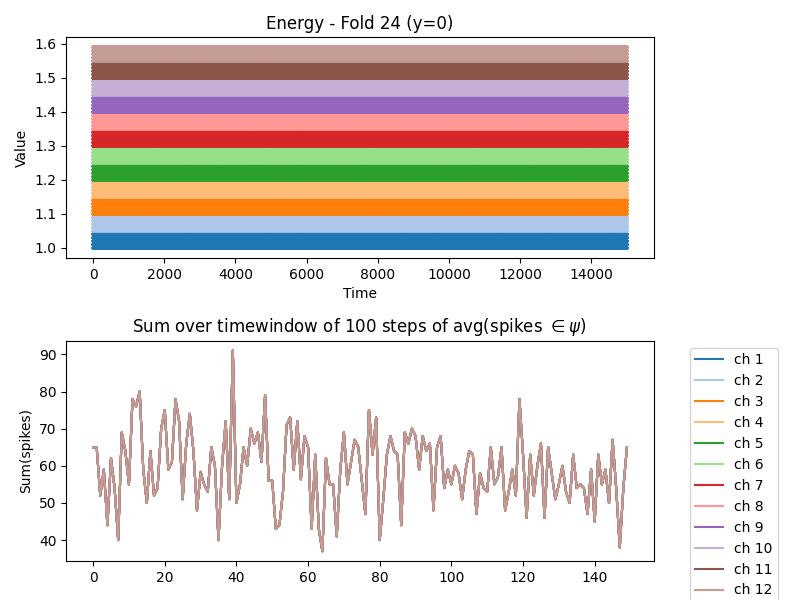 Energy - Fold 24 (y=0)
1.6
1.5
1.4
1.3
1.2
1.1
1.0
Value
0 2000 4000 6000 8000 10000 12000 14000
Time
Sum over timewindow of 100 steps of avg(spikes ∈ ψ)
90
80
70
60
50
40
Sum(spikes)
0 20 40 60 80 100 120 140
ch 1
ch 2
ch 3
ch 4
ch 5
ch 6
ch 7
ch 8
ch 9
ch 10
ch 11
ch 12